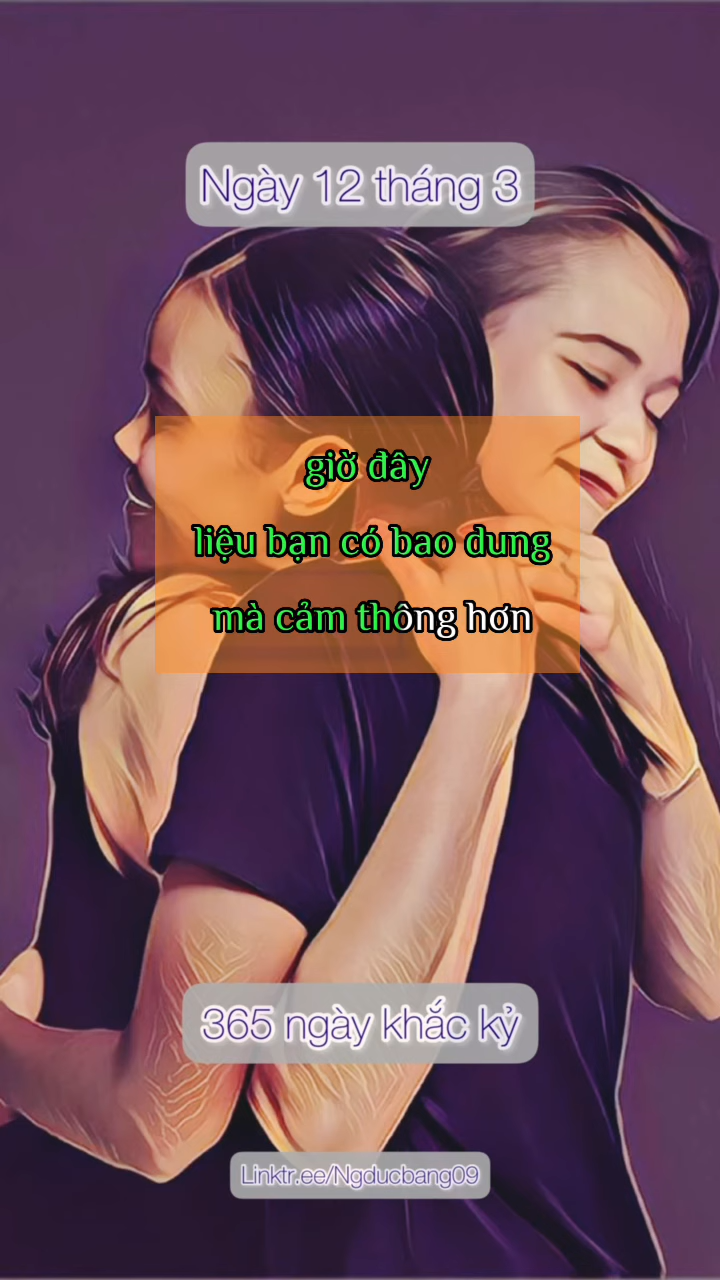 Ngày 12 tháng 3
giờ đây
liệu bạn có bao dung
mà cảm thông hơn
365 ngày khắc kỷ
Linktr.ee/Ngducbang09